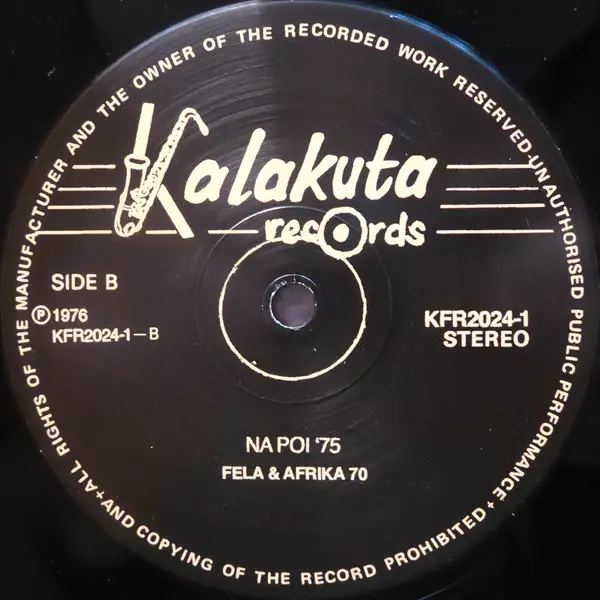 +ALL RIGHTS OF THE MANUFACTURER AND THE OWNER OF THE RECORDED WORK RESERVED-UNAUTHORISED PUBLIC PERFORMANCE+
+AND COPYING OF THE RECORD PROHIBITED+
Kalakuta
records
SIDE B
Ⓟ1976
KFR2024-1-B
KFR2024-1
STEREO
NA POI '75
FELA & AFRIKA 70